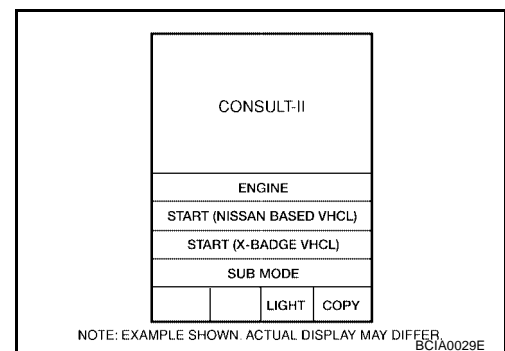 CONSULT-II
ENGINE
START (NISSAN BASED VHCL)
START (X-BADGE VHCL)
SUB MODE
LIGHT COPY
NOTE: EXAMPLE SHOWN. ACTUAL DISPLAY MAY DIFFER.
BCIA0029E